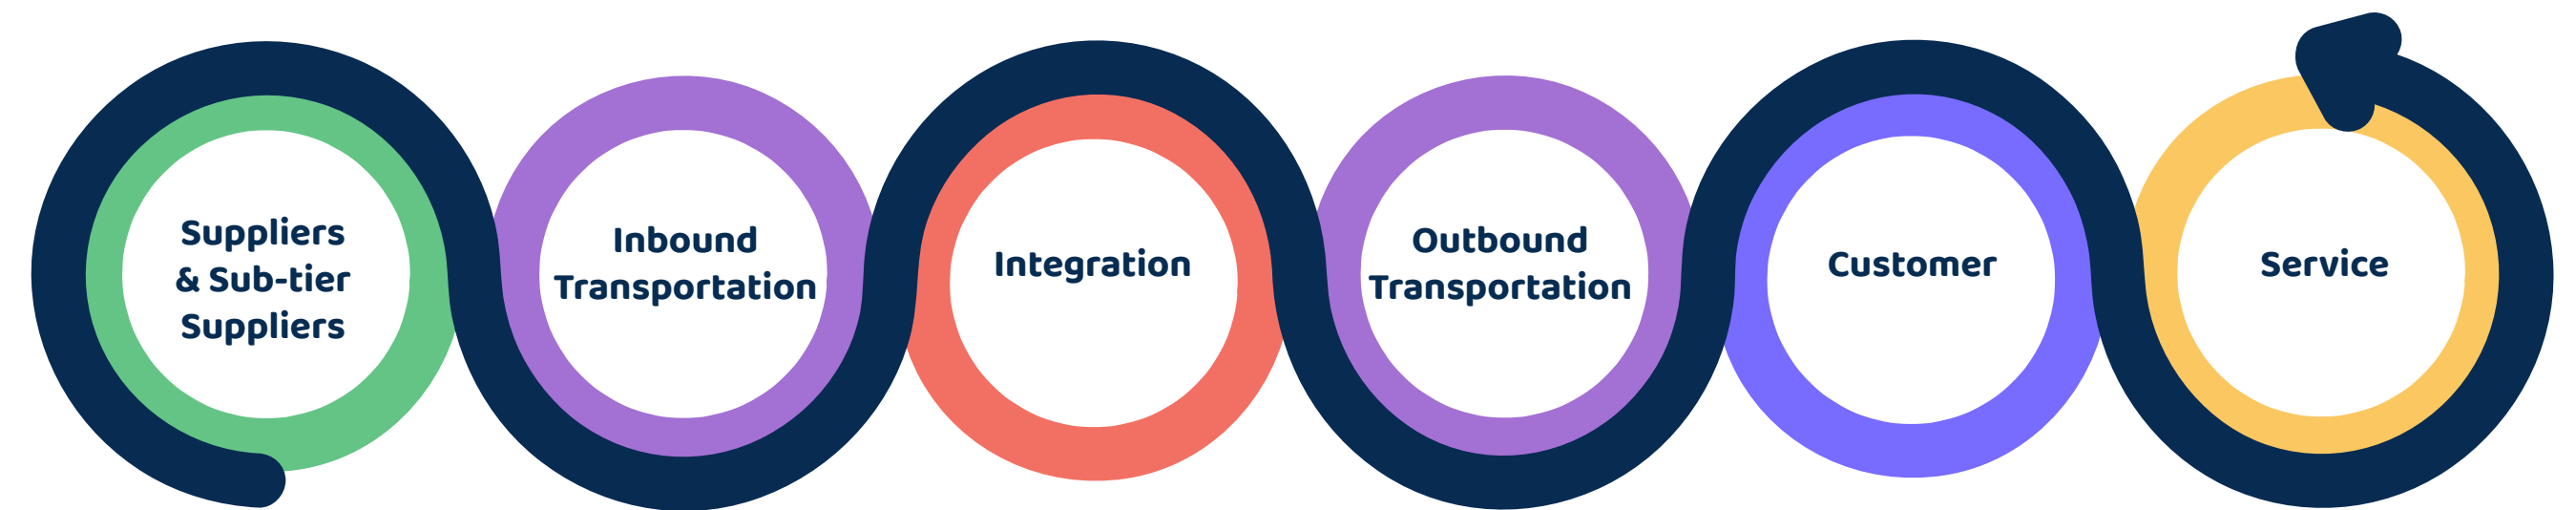 Suppliers
& Sub-tier
Suppliers
Inbound
Transportation
Integration
Outbound
Transportation
Customer
Service